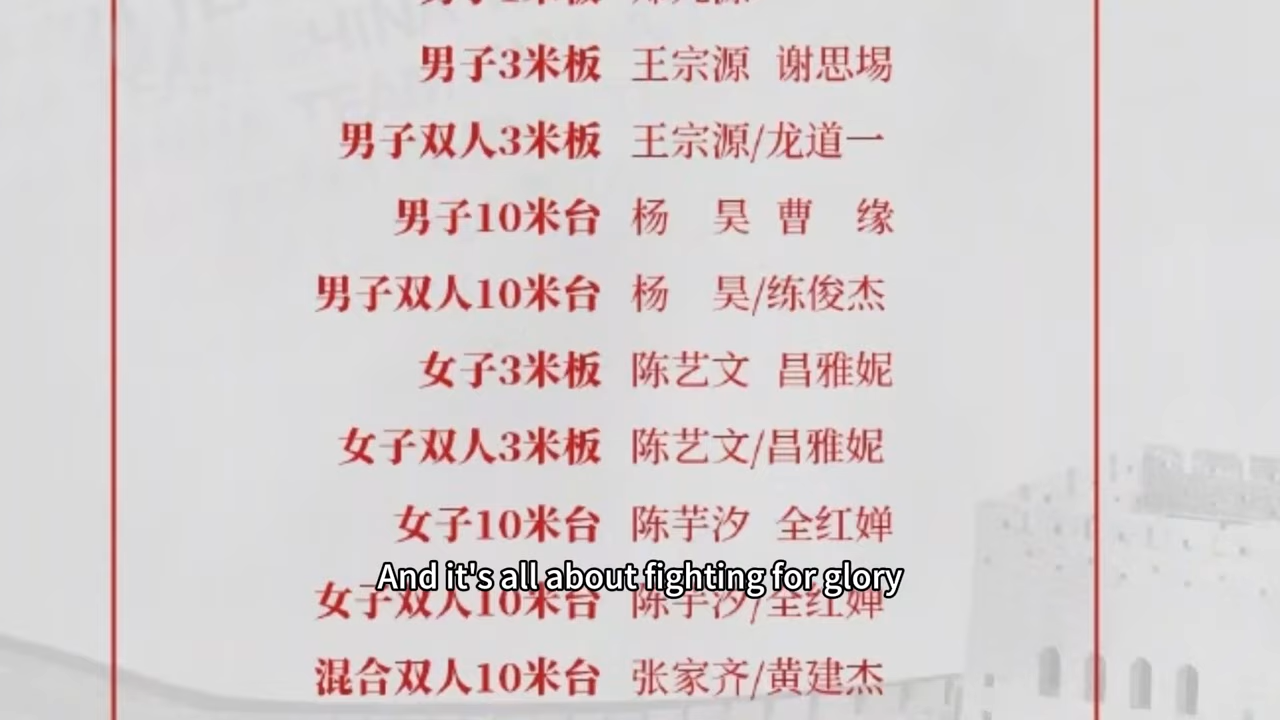 男子3米板 王宗源 谢思埸
男子双人3米板 王宗源/龙道一
男子10米台 杨 昊 曹 缘
男子双人10米台 杨 昊/练俊杰
女子3米板 陈艺文 昌雅妮
女子双人3米板 陈艺文/昌雅妮
女子10米台 陈芋汐 全红婵
And it's all about fighting for glory
女子双人10米台 陈芋汐/全红婵
混合双人10米台 张家齐/黄建杰